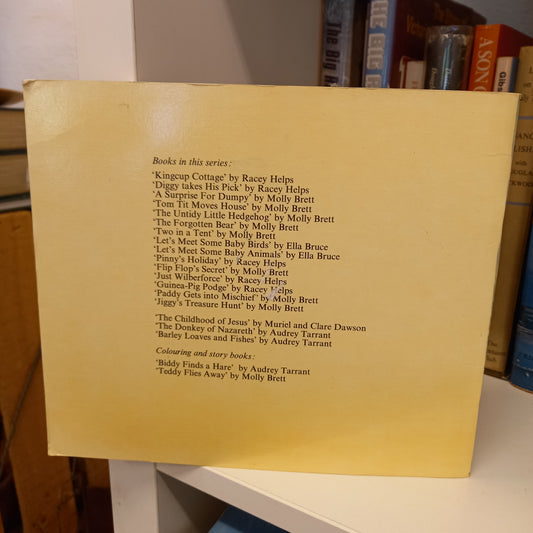 Books in this series:
'Kingcup Cottage' by Racey Helps
'Diggy takes His Pick' by Racey Helps
'A Surprise For Dumpy' by Molly Brett
'Tom Tit Moves House' by Molly Brett
'The Untidy Little Hedgehog' by Molly Brett
'The Forgotten Bear' by Molly Brett
'Two in a Tent' by Molly Brett
'Let's Meet Some Baby Birds' by Ella Bruce
'Let's Meet Some Baby Animals' by Ella Bruce
'Pinny's Holiday' by Racey Helps
'Flip Flop's Secret' by Molly Brett
'Just Wilberforce' by Racey Helps
'Guinea-Pig Podge' by Racey Helps
'Paddy Gets into Mischief' by Molly Brett
'Jiggy's Treasure Hunt' by Molly Brett
'The Childhood of Jesus' by Muriel and Clare Dawson
'The Donkey of Nazareth' by Audrey Tarrant
'Barley Loaves and Fishes' by Audrey Tarrant
Colouring and story books:
'Biddy Finds a Hare' by Audrey Tarrant
'Teddy Flies Away' by Molly Brett
The Big
THE BIG
A SON
with